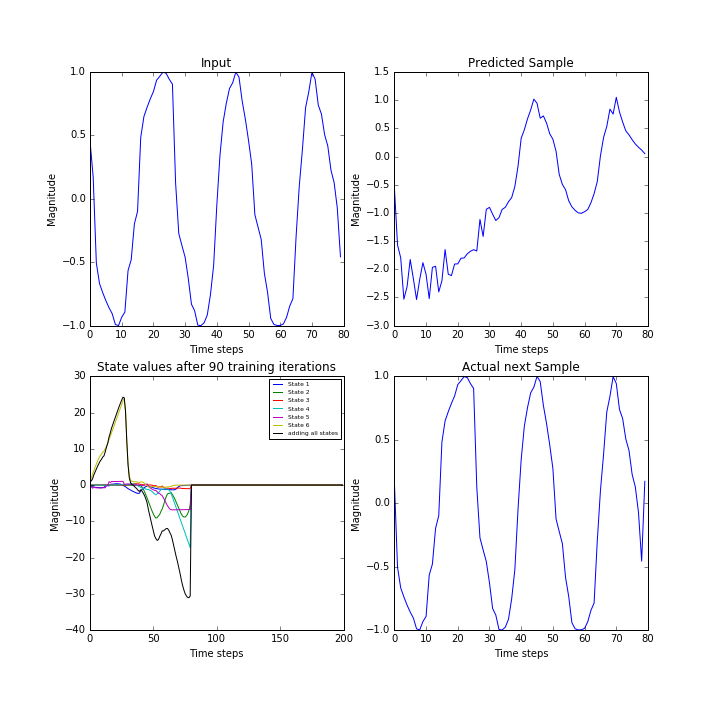 Input
Magnitude
1.0
0.5
0.0
−0.5
−1.0
0 10 20 30 40 50 60 70 80
Time steps
Predicted Sample
Magnitude
1.5
1.0
0.5
0.0
−0.5
−1.0
−1.5
−2.0
−2.5
−3.0
0 10 20 30 40 50 60 70 80
Time steps
State values after 90 training iterations
Magnitude
30
20
10
0
−10
−20
−30
−40
0 50 100 150 200
Time steps
State 1
State 2
State 3
State 4
State 5
State 6
adding all states
Actual next Sample
Magnitude
1.0
0.5
0.0
−0.5
−1.0
0 10 20 30 40 50 60 70 80
Time steps